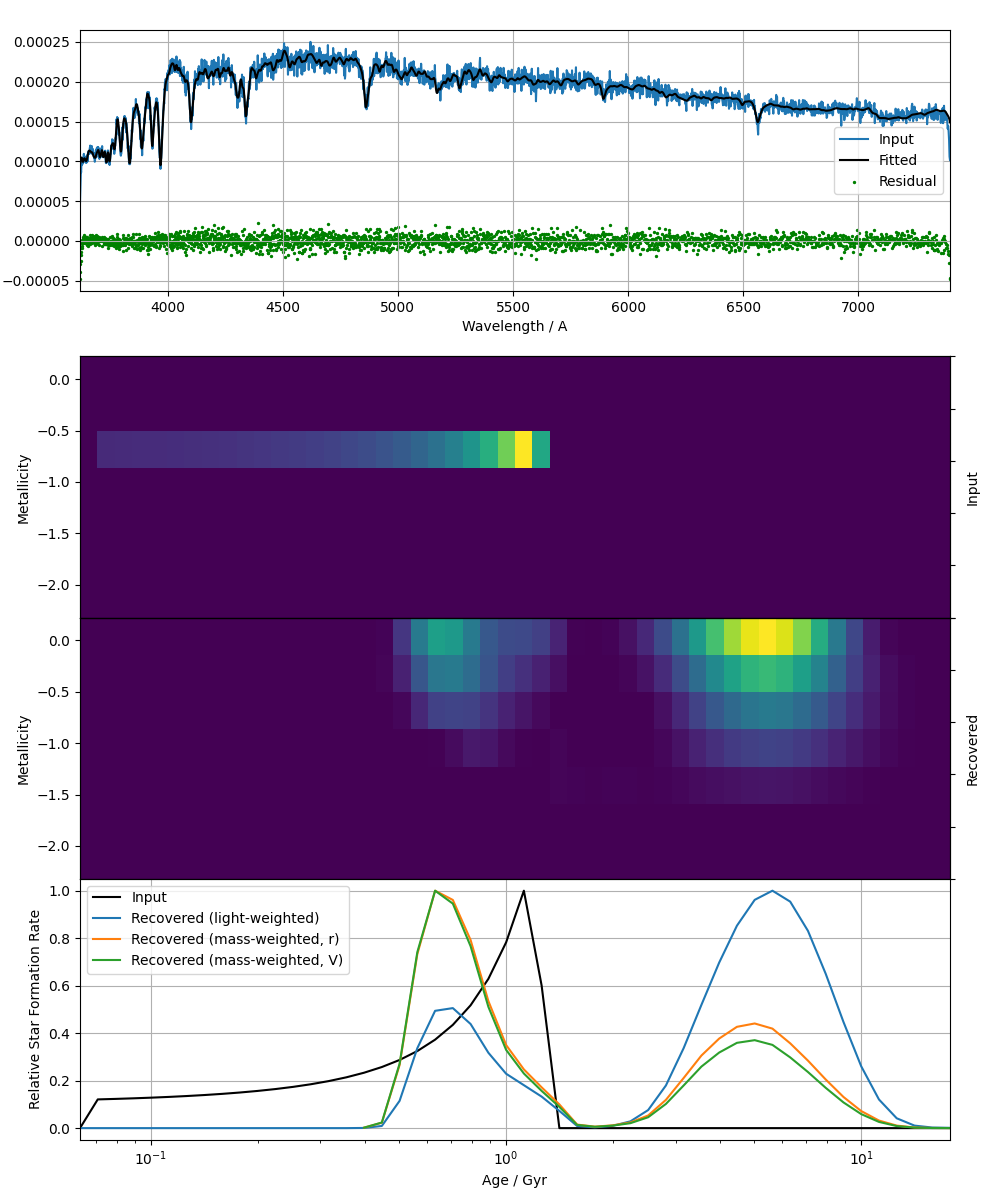 0.00025
0.00020
0.00015
0.00010
0.00005
0.00000
−0.00005
Input
Fitted
Residual
4000 4500 5000 5500 6000 6500 7000
Wavelength / A
0.0
−0.5
−1.0
−1.5
−2.0
Metallicity
Input
0.0
−0.5
−1.0
−1.5
−2.0
Metallicity
Recovered
1.0
0.8
0.6
0.4
0.2
0.0
Relative Star Formation Rate
Input
Recovered (light-weighted)
Recovered (mass-weighted, r)
Recovered (mass-weighted, V)
10⁻¹ 10⁰ 10¹
Age / Gyr